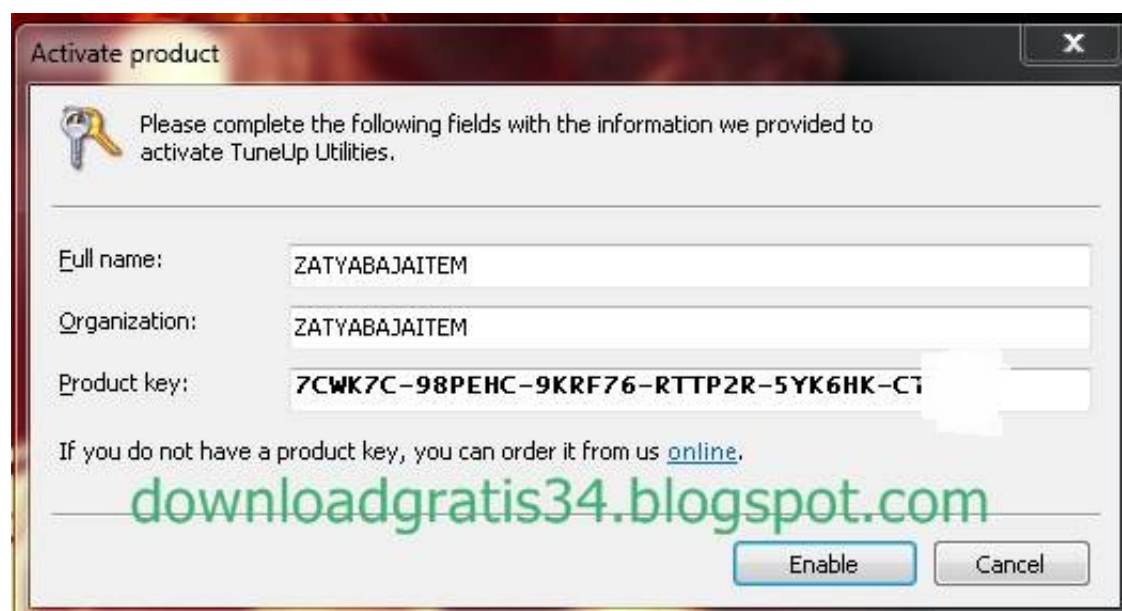 Activate product
Please complete the following fields with the information we provided to
activate TuneUp Utilities.
Full name:
ZATYABAJAITEM
Organization:
ZATYABAJAITEM
Product key:
7CWK7C-98PEHC-9KRF76-RTTP2R-5YK6HK-CT
If you do not have a product key, you can order it from us online.
downloadgratis34.blogspot.com
Enable
Cancel